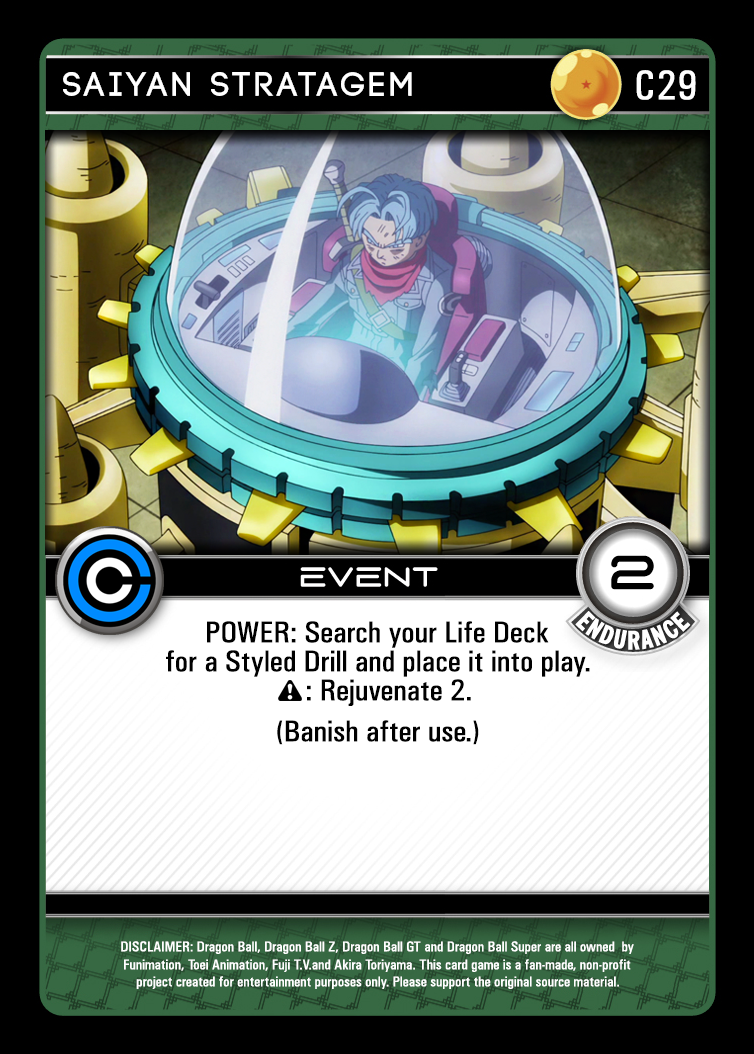 SAIYAN STRATAGEM
C29
EVENT
2
ENDURANCE
POWER: Search your Life Deck
for a Styled Drill and place it into play.
⚠: Rejuvenate 2.
(Banish after use.)
DISCLAIMER: Dragon Ball, Dragon Ball Z, Dragon Ball GT and Dragon Ball Super are all owned by
Funimation, Toei Animation, Fuji T.V.and Akira Toriyama. This card game is a fan-made, non-profit
project created for entertainment purposes only. Please support the original source material.